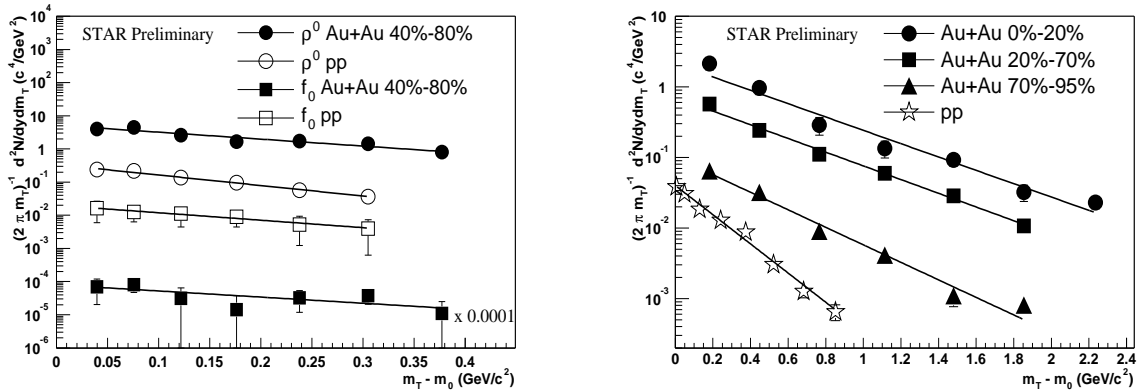 (2 π m_T)⁻¹ d²N/dydm_T (c⁴/GeV²)
10⁴
10³
10²
10
1
10⁻¹
10⁻²
10⁻³
10⁻⁴
10⁻⁵
10⁻⁶
STAR Preliminary
ρ⁰ Au+Au 40%-80%
ρ⁰ pp
f₀ Au+Au 40%-80%
f₀ pp
x 0.0001
0 0.05 0.1 0.15 0.2 0.25 0.3 0.35 0.4
m_T - m₀ (GeV/c²)
(2 π m_T)⁻¹ d²N/dydm_T (c⁴/GeV²)
10
1
10⁻¹
10⁻²
10⁻³
STAR Preliminary
Au+Au 0%-20%
Au+Au 20%-70%
Au+Au 70%-95%
pp
0 0.2 0.4 0.6 0.8 1 1.2 1.4 1.6 1.8 2 2.2 2.4
m_T - m₀ (GeV/c²)